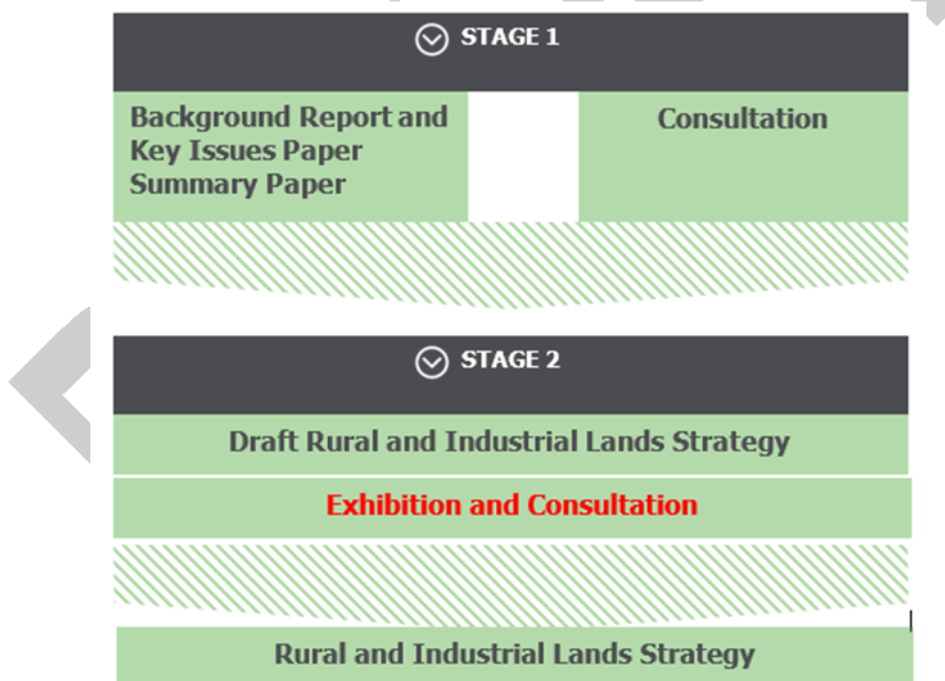 STAGE 1
Background Report and
Key Issues Paper
Summary Paper
Consultation
STAGE 2
Draft Rural and Industrial Lands Strategy
Exhibition and Consultation
Rural and Industrial Lands Strategy